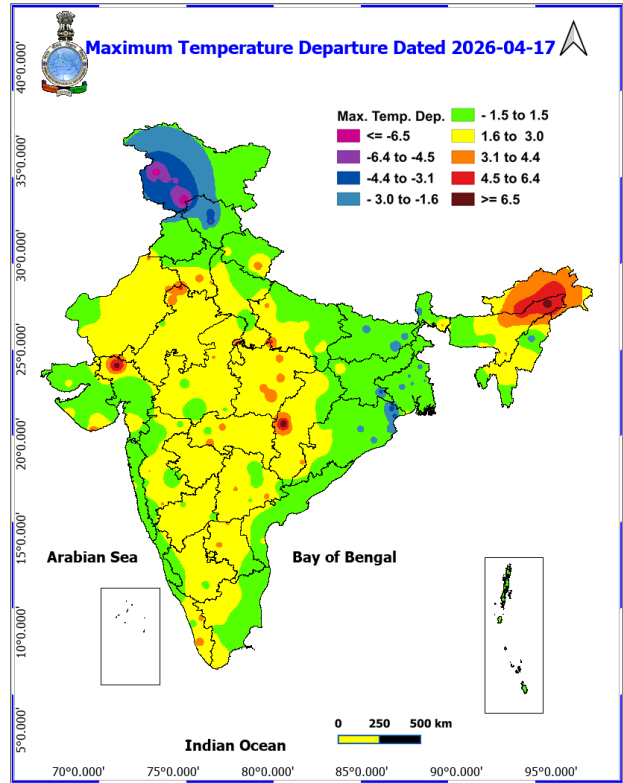 Maximum Temperature Departure Dated 2026-04-17
Max. Temp. Dep.
<= -6.5
-6.4 to -4.5
-4.4 to -3.1
- 3.0 to -1.6
- 1.5 to 1.5
1.6 to 3.0
3.1 to 4.4
4.5 to 6.4
>= 6.5
40°0.000'
35°0.000'
30°0.000'
25°0.000'
20°0.000'
15°0.000'
10°0.000'
5°0.000'
Arabian Sea
Bay of Bengal
Indian Ocean
0 250 500 km
70°0.000' 75°0.000' 80°0.000' 85°0.000' 90°0.000' 95°0.000'